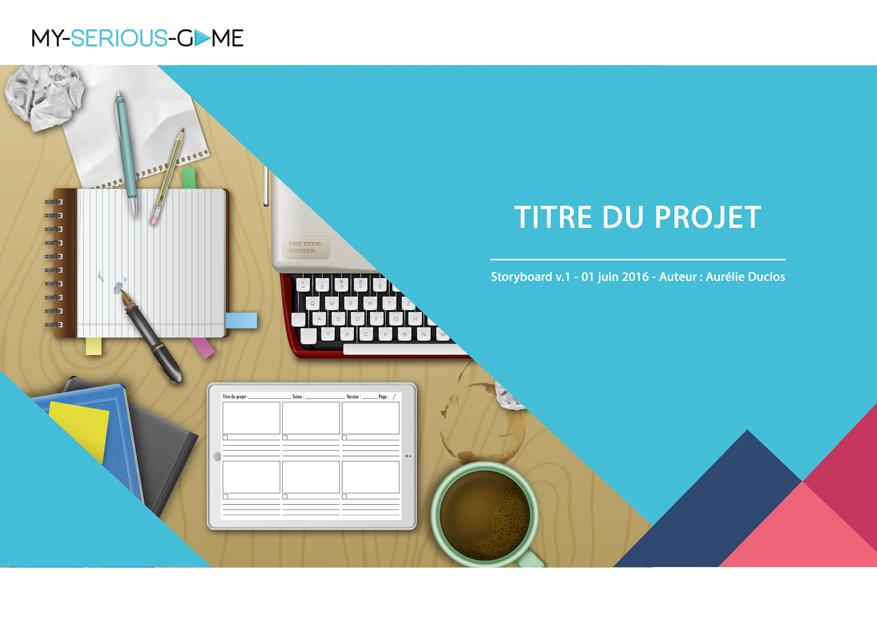 MY-SERIOUS-GAME
TITRE DU PROJET
Storyboard v.1 - 01 juin 2016 - Auteur : Aurélie Duclos
THE TYPE-
WRITER
Titre du projet : Scène : Version : Page : /